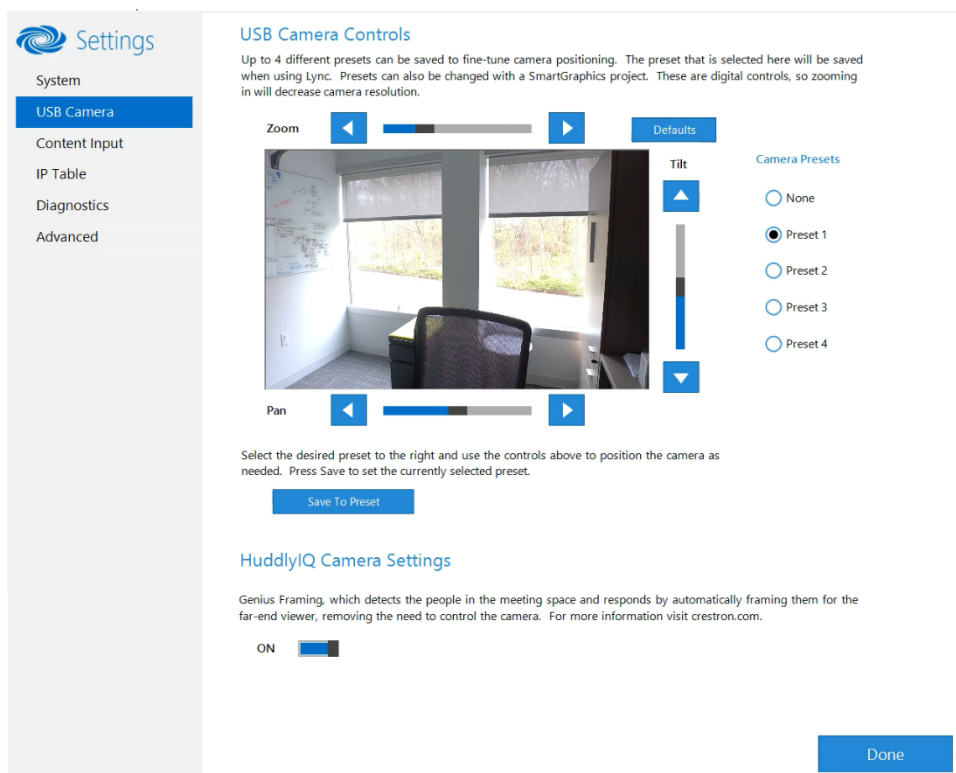 Settings
System
USB Camera
Content Input
IP Table
Diagnostics
Advanced
USB Camera Controls
Up to 4 different presets can be saved to fine-tune camera positioning. The preset that is selected here will be saved
when using Lync. Presets can also be changed with a SmartGraphics project. These are digital controls, so zooming
in will decrease camera resolution.
Zoom
Defaults
Tilt
Camera Presets
None
Preset 1
Preset 2
Preset 3
Preset 4
Pan
Select the desired preset to the right and use the controls above to position the camera as
needed. Press Save to set the currently selected preset.
Save To Preset
HuddlyIQ Camera Settings
Genius Framing, which detects the people in the meeting space and responds by automatically framing them for the
far-end viewer, removing the need to control the camera. For more information visit crestron.com.
ON
Done